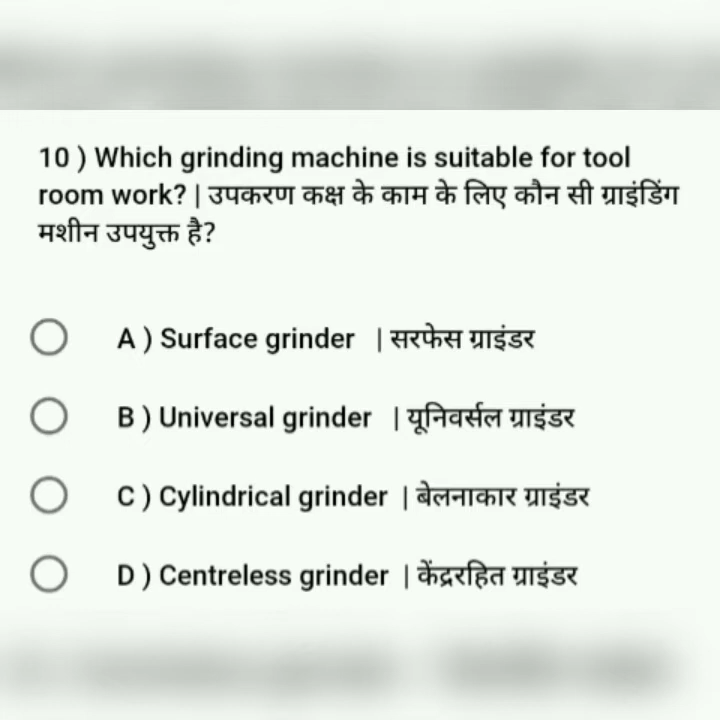 10 ) Which grinding machine is suitable for tool
room work? | उपकरण कक्ष के काम के लिए कौन सी ग्राइंडिंग
मशीन उपयुक्त है?
A ) Surface grinder | सरफेस ग्राइंडर
B ) Universal grinder | यूनिवर्सल ग्राइंडर
C ) Cylindrical grinder | बेलनाकार ग्राइंडर
D ) Centreless grinder | केंद्ररहित ग्राइंडर